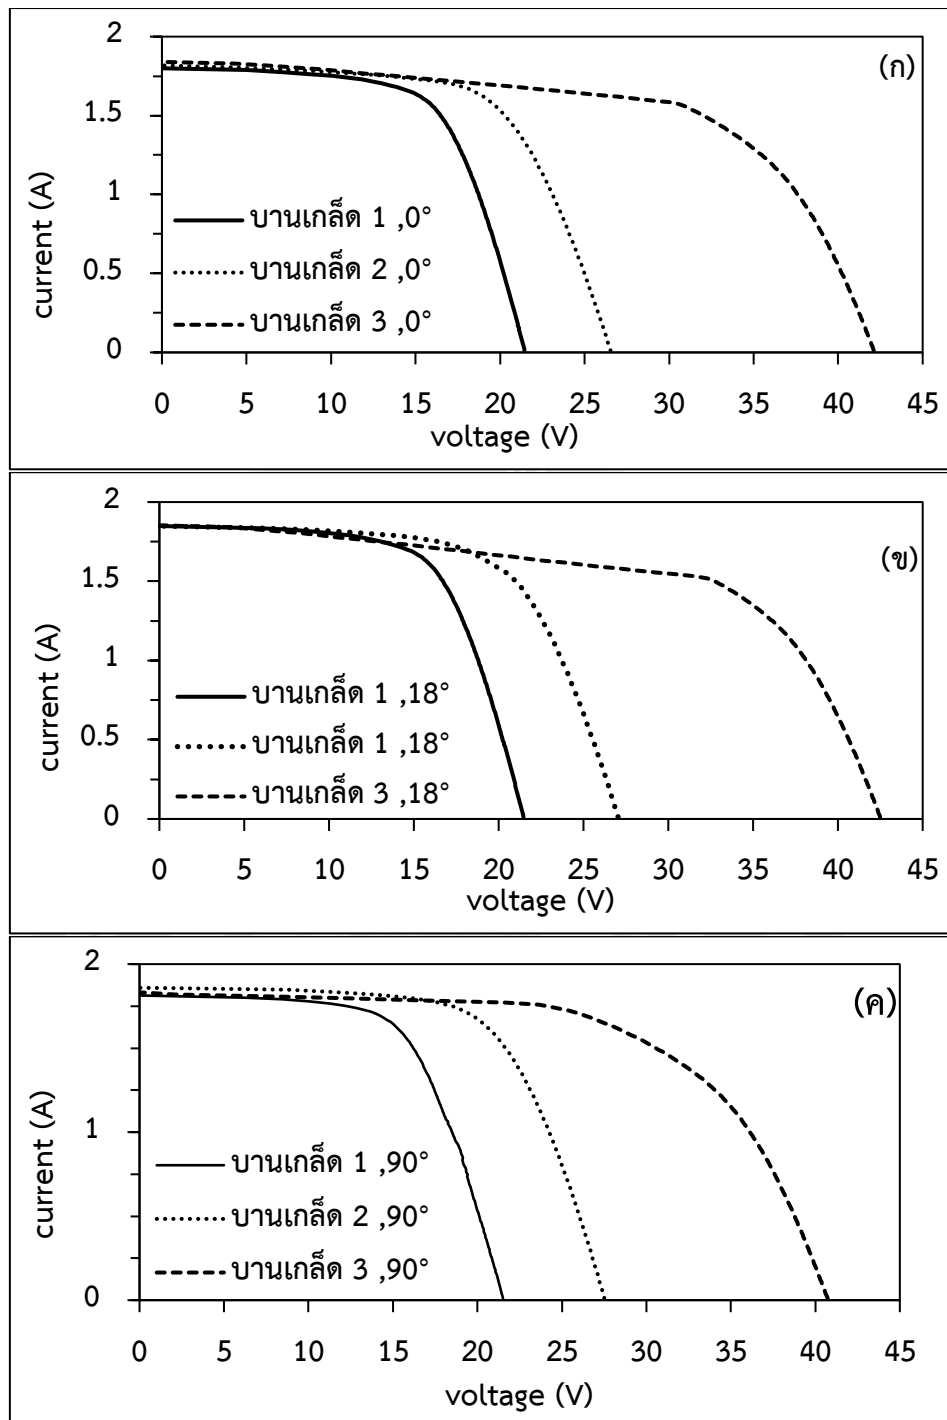 2
(ก)
1.5
1
บานเกล็ด 1 ,0°
0.5
บานเกล็ด 2 ,0°
บานเกล็ด 3 ,0°
0
current (A)
0 5 10 15 20 25 30 35 40 45
voltage (V)
2
(ข)
1.5
1
บานเกล็ด 1 ,18°
0.5
บานเกล็ด 1 ,18°
บานเกล็ด 3 ,18°
0
current (A)
0 5 10 15 20 25 30 35 40 45
voltage (V)
2
(ค)
1
บานเกล็ด 1 ,90°
บานเกล็ด 2 ,90°
บานเกล็ด 3 ,90°
0
current (A)
0 5 10 15 20 25 30 35 40 45
voltage (V)